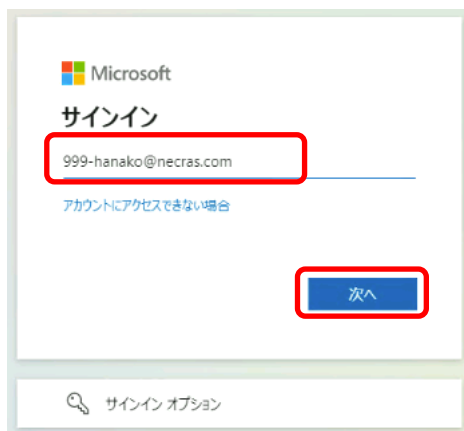 Microsoft
サインイン
999-hanako@necras.com
アカウントにアクセスできない場合
次へ
サインイン オプション